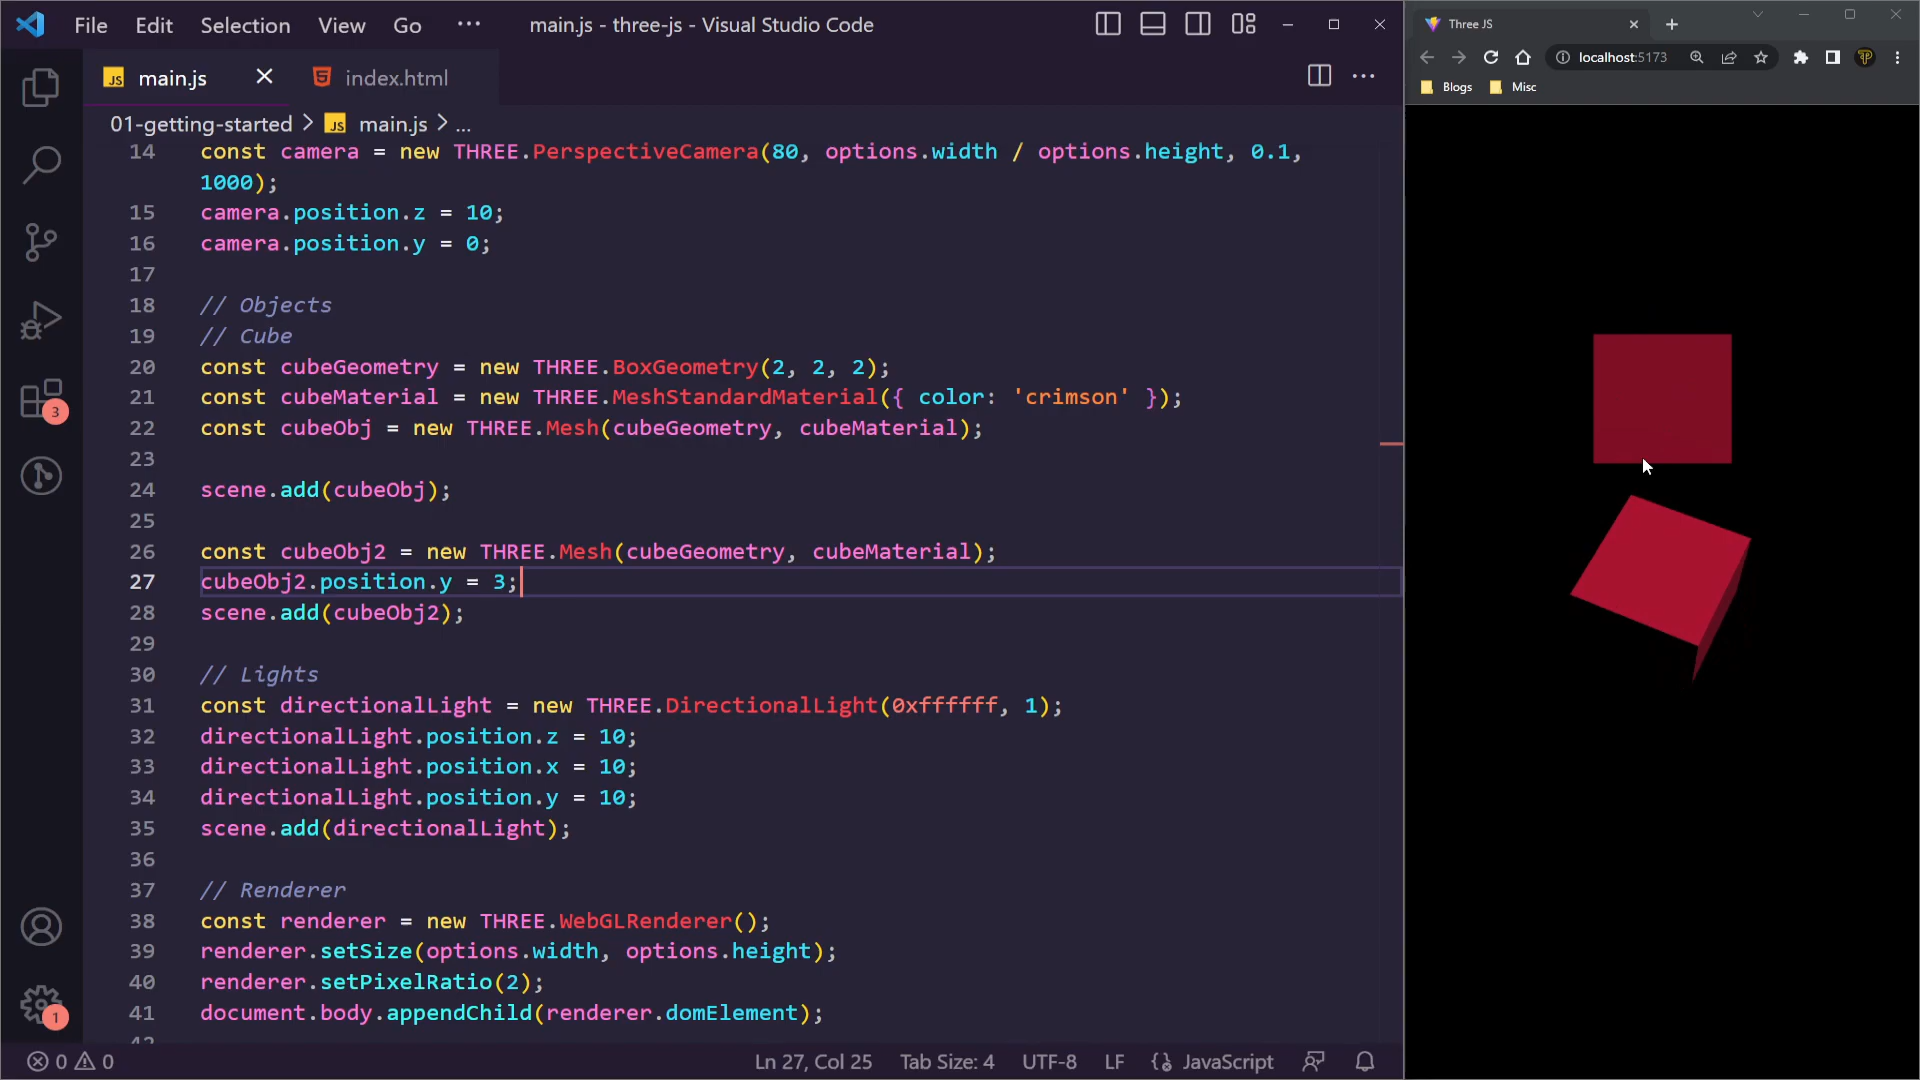 File Edit Selection View Go ··· main.js - three-js - Visual Studio Code
main.js index.html
01-getting-started > JS main.js > ...
14 const camera = new THREE.PerspectiveCamera(80, options.width / options.height, 0.1,
1000);
15 camera.position.z = 10;
16 camera.position.y = 0;
17
18 // Objects
19 // Cube
20 const cubeGeometry = new THREE.BoxGeometry(2, 2, 2);
21 const cubeMaterial = new THREE.MeshStandardMaterial({ color: 'crimson' });
22 const cubeObj = new THREE.Mesh(cubeGeometry, cubeMaterial);
23
24 scene.add(cubeObj);
25
26 const cubeObj2 = new THREE.Mesh(cubeGeometry, cubeMaterial);
27 cubeObj2.position.y = 3;
28 scene.add(cubeObj2);
29
30 // Lights
31 const directionalLight = new THREE.DirectionalLight(0xffffff, 1);
32 directionalLight.position.z = 10;
33 directionalLight.position.x = 10;
34 directionalLight.position.y = 10;
35 scene.add(directionalLight);
36
37 // Renderer
38 const renderer = new THREE.WebGLRenderer();
39 renderer.setSize(options.width, options.height);
40 renderer.setPixelRatio(2);
41 document.body.appendChild(renderer.domElement);
3
1
0 0 Ln 27, Col 25 Tab Size: 4 UTF-8 LF JavaScript
Three JS
localhost:5173
Blogs Misc